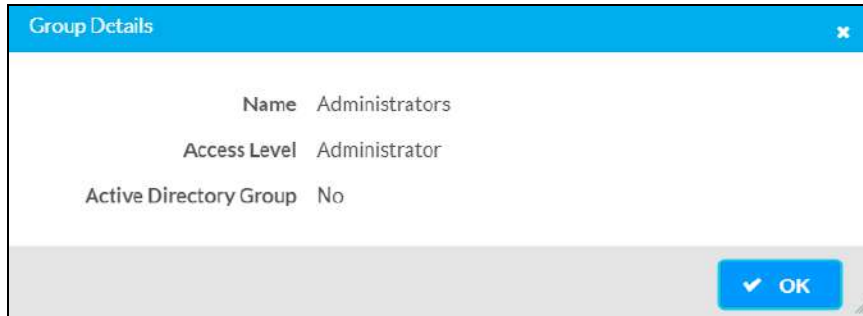 Group Details
Name Administrators
Access Level Administrator
Active Directory Group No
OK